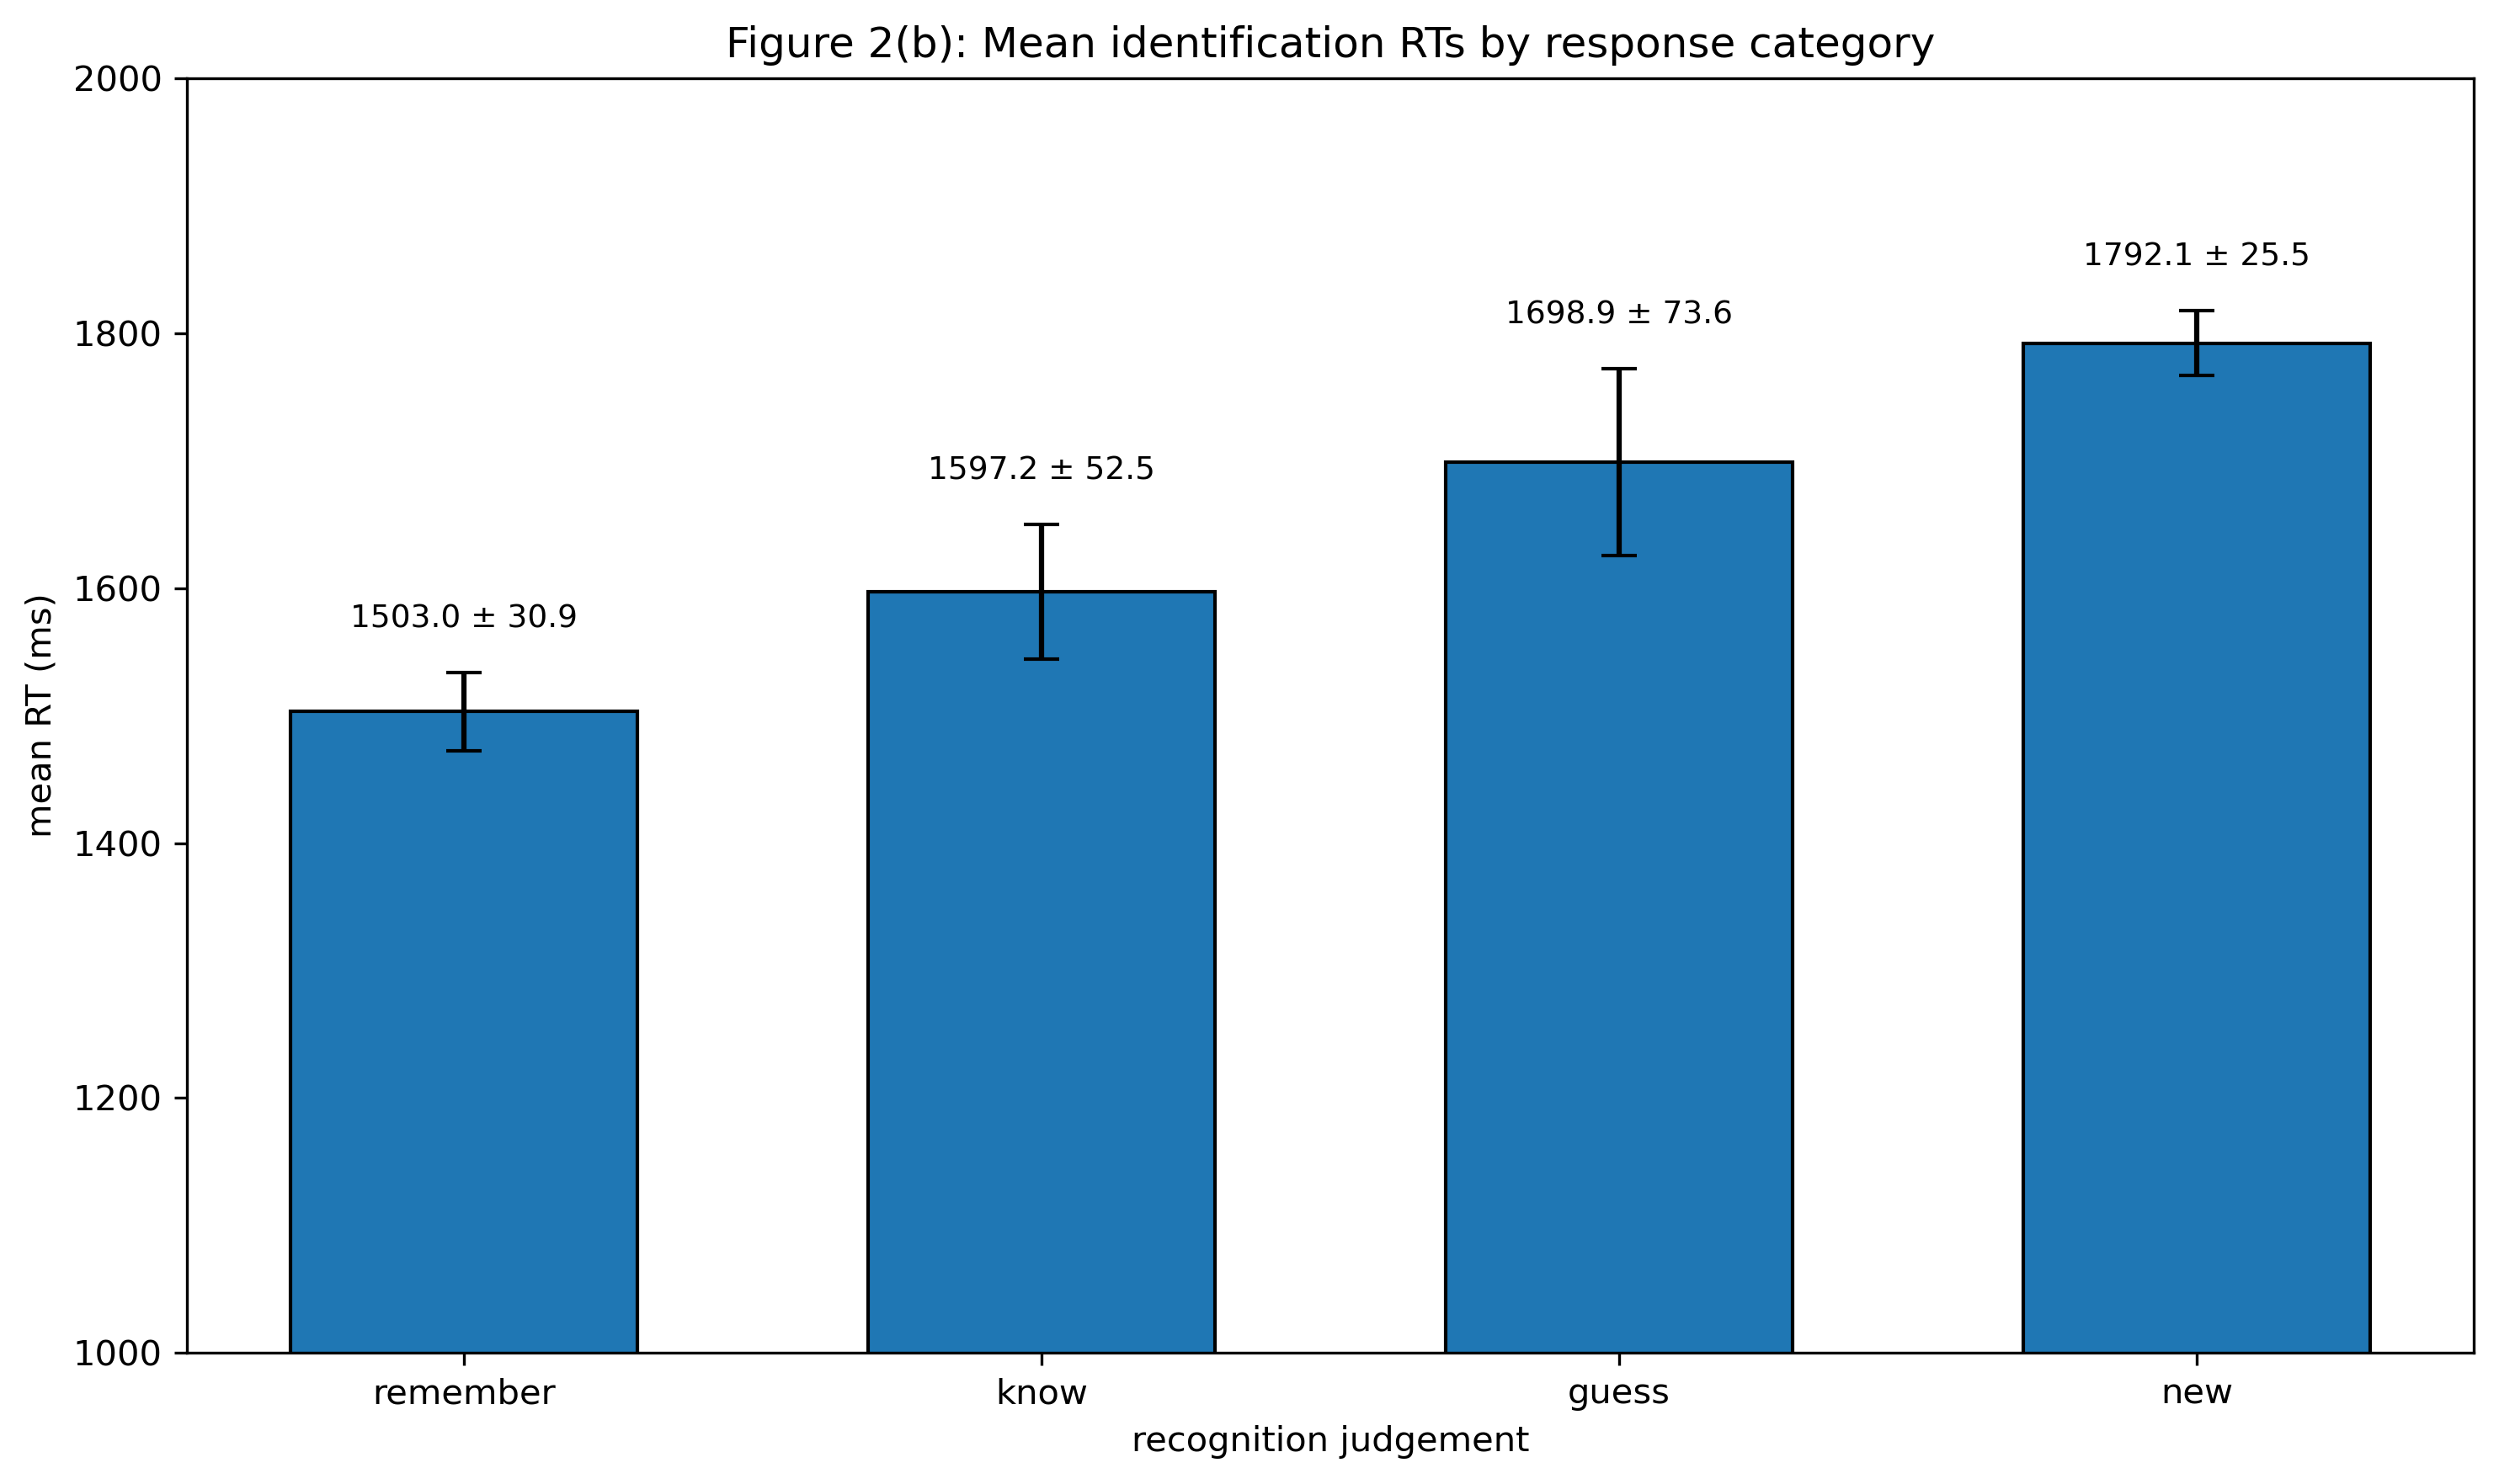 Figure 2(b): Mean identification RTs by response category
2000
1800
1600
1400
1200
1000
mean RT (ms)
1503.0 ± 30.9
1597.2 ± 52.5
1698.9 ± 73.6
1792.1 ± 25.5
remember
know
guess
new
recognition judgement